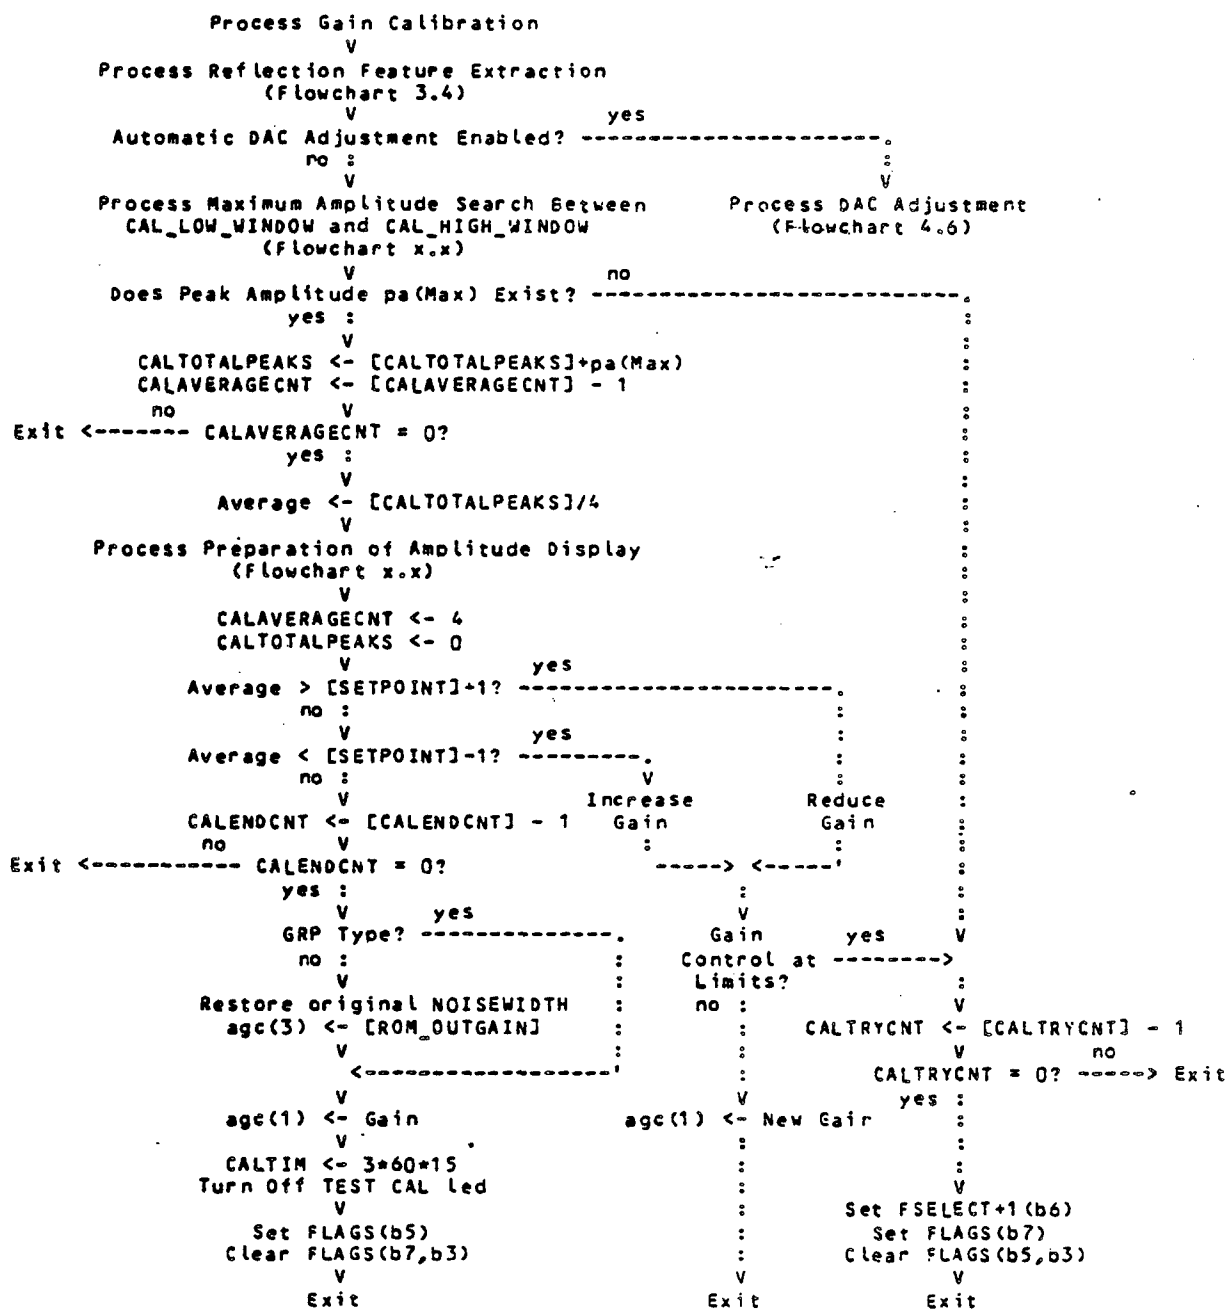 Process Gain Calibration
V
Process Reflection Feature Extraction
(Flowchart 3.4)
V yes
Automatic DAC Adjustment Enabled? ----------------------.
no : :
V V
Process Maximum Amplitude Search Between Process DAC Adjustment
CAL_LOW_WINDOW and CAL_HIGH_WINDOW (Flowchart 4.6)
(Flowchart x.x)
V no
Does Peak Amplitude pa(Max) Exist? ---------------------------.
yes : :
V :
CALTOTALPEAKS <- [CALTOTALPEAKS]+pa(Max)
CALAVERAGECNT <- [CALAVERAGECNT] - 1
no V
Exit <------- CALAVERAGECNT = 0?
yes :
V
Average <- [CALTOTALPEAKS]/4
V
Process Preparation of Amplitude Display
(Flowchart x.x)
V
CALAVERAGECNT <- 4
CALTOTALPEAKS <- 0
V yes
Average > [SETPOINT]+1? -----------------------.
no : :
V yes :
Average < [SETPOINT]-1? ---------. :
no : V :
V Increase Reduce
CALENDCNT <- [CALENDCNT] - 1 Gain Gain
no V : :
Exit <----------- CALENDCNT = 0? -----> <-----'
yes : :
V yes V V
GRP Type? --------------. Gain yes
no : : Control at -------->
V : Limits? :
Restore original NOISEWIDTH : no : V
agc(3) <- [ROM_OUTGAIN] : : CALTRYCNT <- [CALTRYCNT] - 1
V : : V no
<-------------------' : CALTRYCNT = 0? -----> Exit
V V yes :
agc(1) <- Gain agc(1) <- New Gair :
V : :
CALTIM <- 3*60*15 : :
Turn Off TEST CAL led : V
V : Set FSELECT+1(b6)
Set FLAGS(b5) : Set FLAGS(b7)
Clear FLAGS(b7,b3) : Clear FLAGS(b5,b3)
V V V
Exit Exit Exit